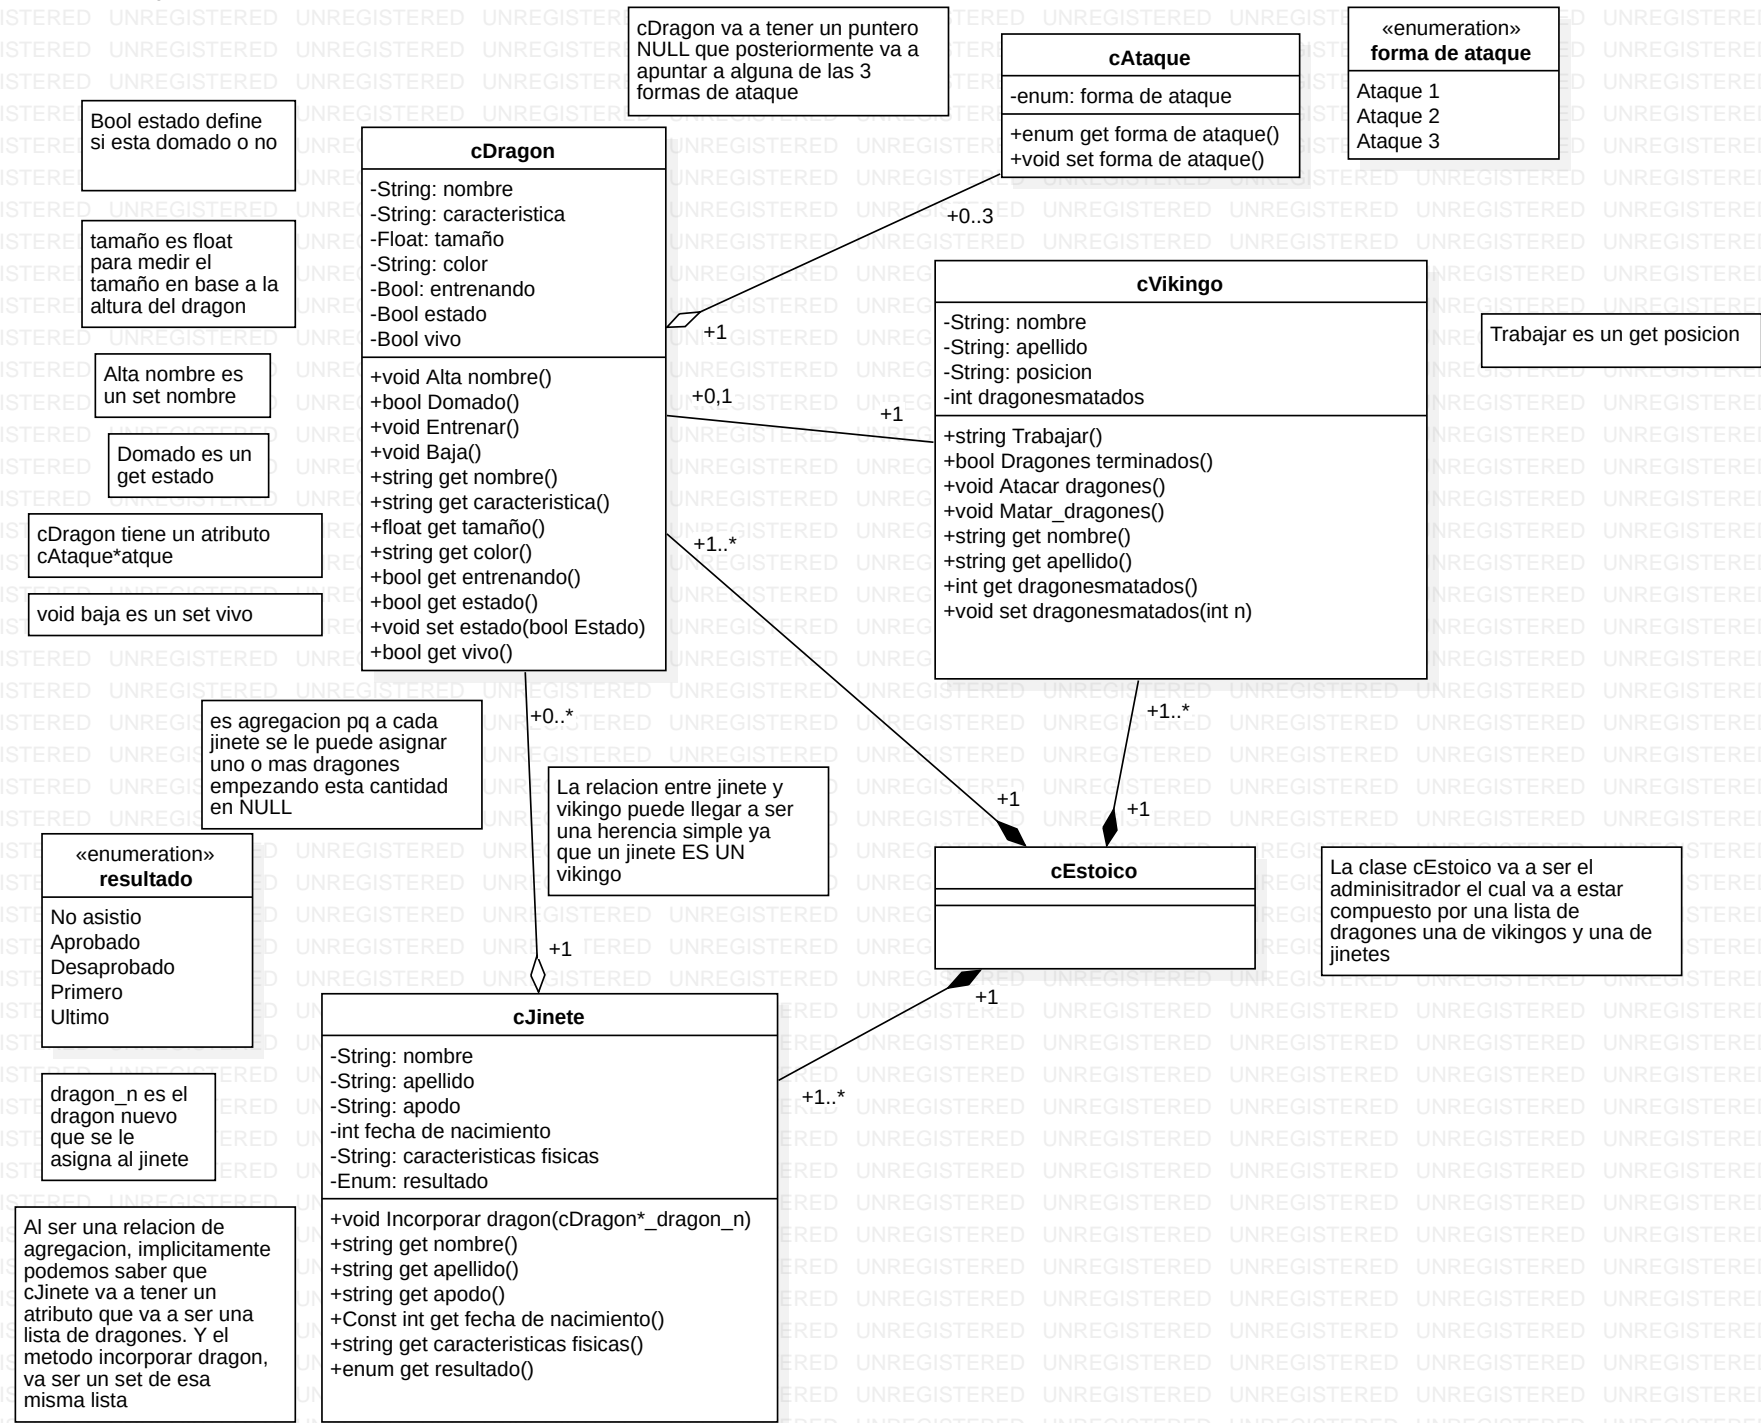 cDragon va a tener un puntero
NULL que posteriormente va a
apuntar a alguna de las 3
formas de ataque
cAtaque
-enum: forma de ataque
+enum get forma de ataque()
+void set forma de ataque()
«enumeration»
forma de ataque
Ataque 1
Ataque 2
Ataque 3
Bool estado define
si esta domado o no
tamaño es float
para medir el
tamaño en base a la
altura del dragon
Alta nombre es
un set nombre
Domado es un
get estado
cDragon tiene un atributo
cAtaque*atque
void baja es un set vivo
cDragon
-String: nombre
-String: caracteristica
-Float: tamaño
-String: color
-Bool: entrenando
-Bool estado
-Bool vivo
+void Alta nombre()
+bool Domado()
+void Entrenar()
+void Baja()
+string get nombre()
+string get caracteristica()
+float get tamaño()
+string get color()
+bool get entrenando()
+bool get estado()
+void set estado(bool Estado)
+bool get vivo()
+0..3
+1
+0,1
+1
+1..*
cVikingo
-String: nombre
-String: apellido
-String: posicion
-int dragonesmatados
+string Trabajar()
+bool Dragones terminados()
+void Atacar dragones()
+void Matar_dragones()
+string get nombre()
+string get apellido()
+int get dragonesmatados()
+void set dragonesmatados(int n)
Trabajar es un get posicion
es agregacion pq a cada
jinete se le puede asignar
uno o mas dragones
empezando esta cantidad
en NULL
+0..*
La relacion entre jinete y
vikingo puede llegar a ser
una herencia simple ya
que un jinete ES UN
vikingo
+1..*
+1
+1
«enumeration»
resultado
No asistio
Aprobado
Desaprobado
Primero
Ultimo
+1
cEstoico
La clase cEstoico va a ser el
adminisitrador el cual va a estar
compuesto por una lista de
dragones una de vikingos y una de
jinetes
+1
+1..*
dragon_n es el
dragon nuevo
que se le
asigna al jinete
Al ser una relacion de
agregacion, implicitamente
podemos saber que
cJinete va a tener un
atributo que va a ser una
lista de dragones. Y el
metodo incorporar dragon,
va ser un set de esa
misma lista
cJinete
-String: nombre
-String: apellido
-String: apodo
-int fecha de nacimiento
-String: caracteristicas fisicas
-Enum: resultado
+void Incorporar dragon(cDragon*_dragon_n)
+string get nombre()
+string get apellido()
+string get apodo()
+Const int get fecha de nacimiento()
+string get caracteristicas fisicas()
+enum get resultado()
UNREGISTERED